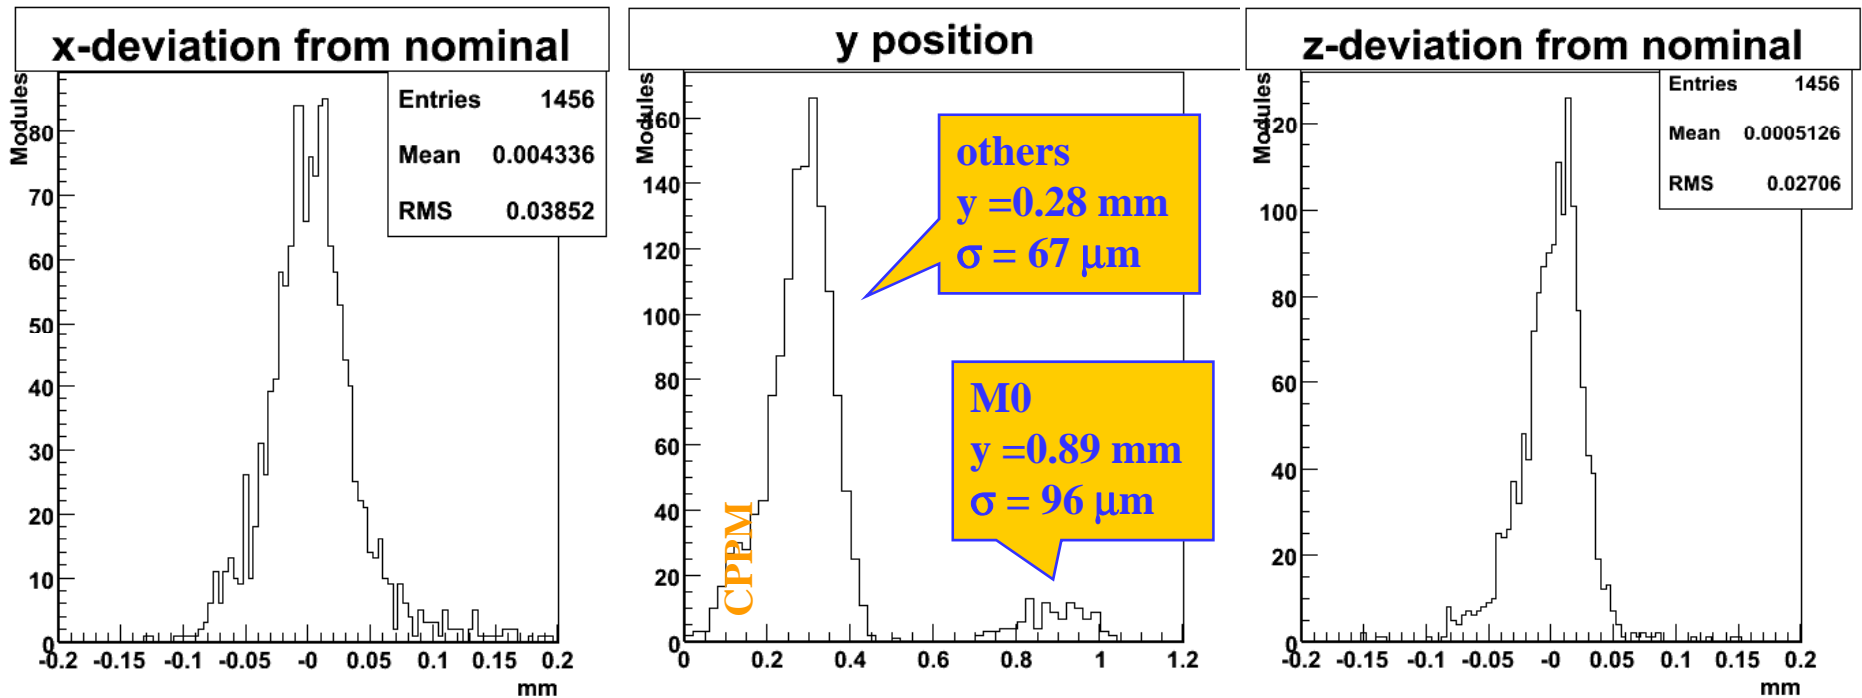 x-deviation from nominal
Modules
Entries 1456
Mean 0.004336
RMS 0.03852
80
70
60
50
40
30
20
10
0
-0.2 -0.15 -0.1 -0.05 -0 0.05 0.1 0.15 0.2
mm
y position
Modules
160
140
120
100
80
60
40
20
0
others
y =0.28 mm
σ = 67 μm
M0
y =0.89 mm
σ = 96 μm
CPPM
0 0.2 0.4 0.6 0.8 1 1.2
z-deviation from nominal
Modules
Entries 1456
Mean 0.0005126
RMS 0.02706
120
100
80
60
40
20
0
-0.2 -0.15 -0.1 -0.05 -0 0.05 0.1 0.15 0.2
mm